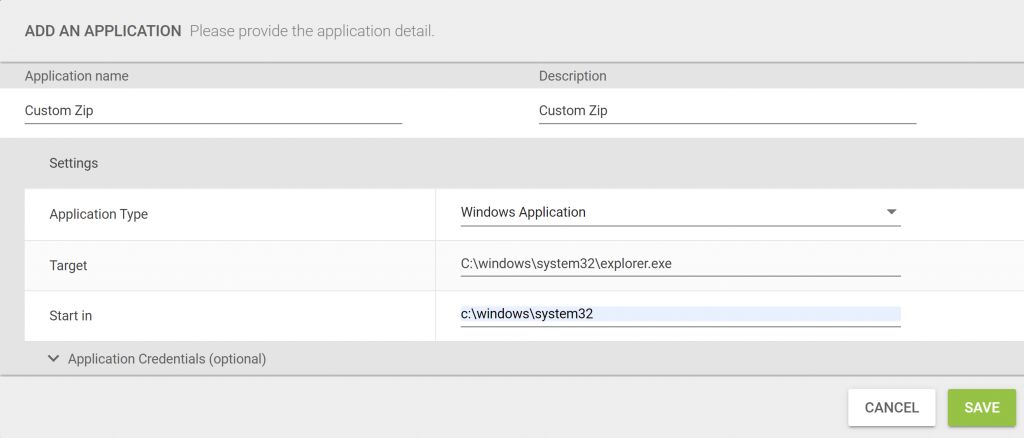 ADD AN APPLICATION Please provide the application detail.
Application name Description
Custom Zip Custom Zip
Settings
Application Type Windows Application
Target C:\windows\system32\explorer.exe
Start in c:\windows\system32
Application Credentials (optional)
CANCEL SAVE